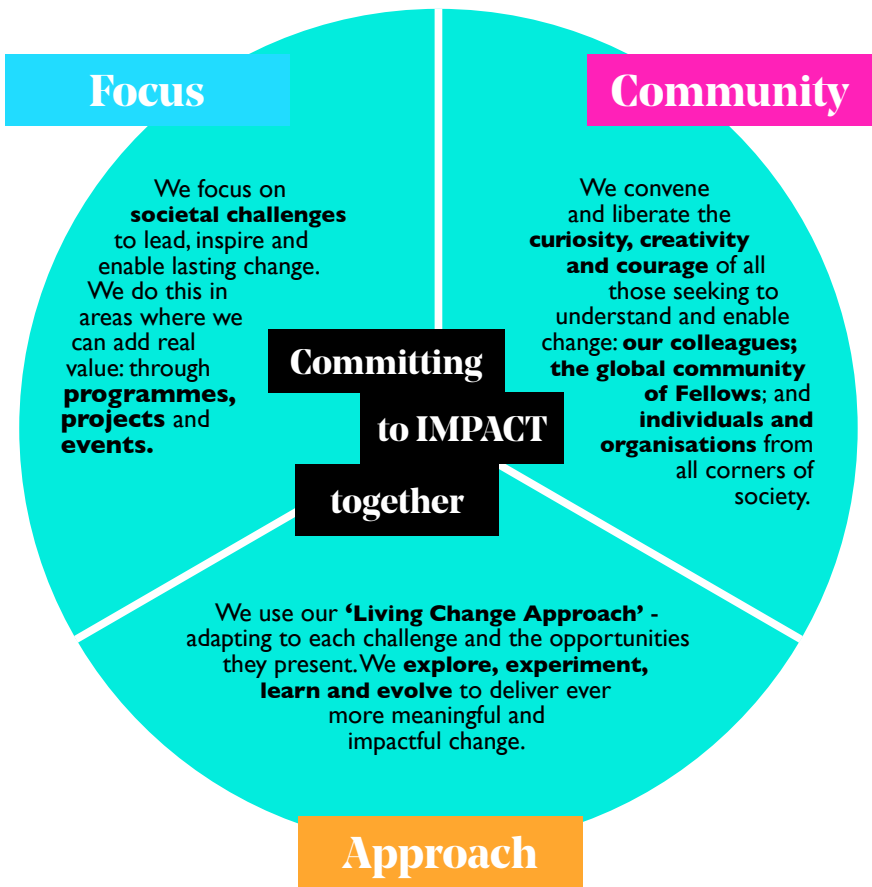 Focus
We focus on
societal challenges
to lead, inspire and
enable lasting change.
We do this in
areas where we
can add real
value: through
programmes,
projects and
events.
Community
We convene
and liberate the
curiosity, creativity
and courage of all
those seeking to
understand and enable
change: our colleagues;
the global community
of Fellows; and
individuals and
organisations from
all corners of
society.
Committing
to IMPACT
together
We use our ‘Living Change Approach’ -
adapting to each challenge and the opportunities
they present. We explore, experiment,
learn and evolve to deliver ever
more meaningful and
impactful change.
Approach